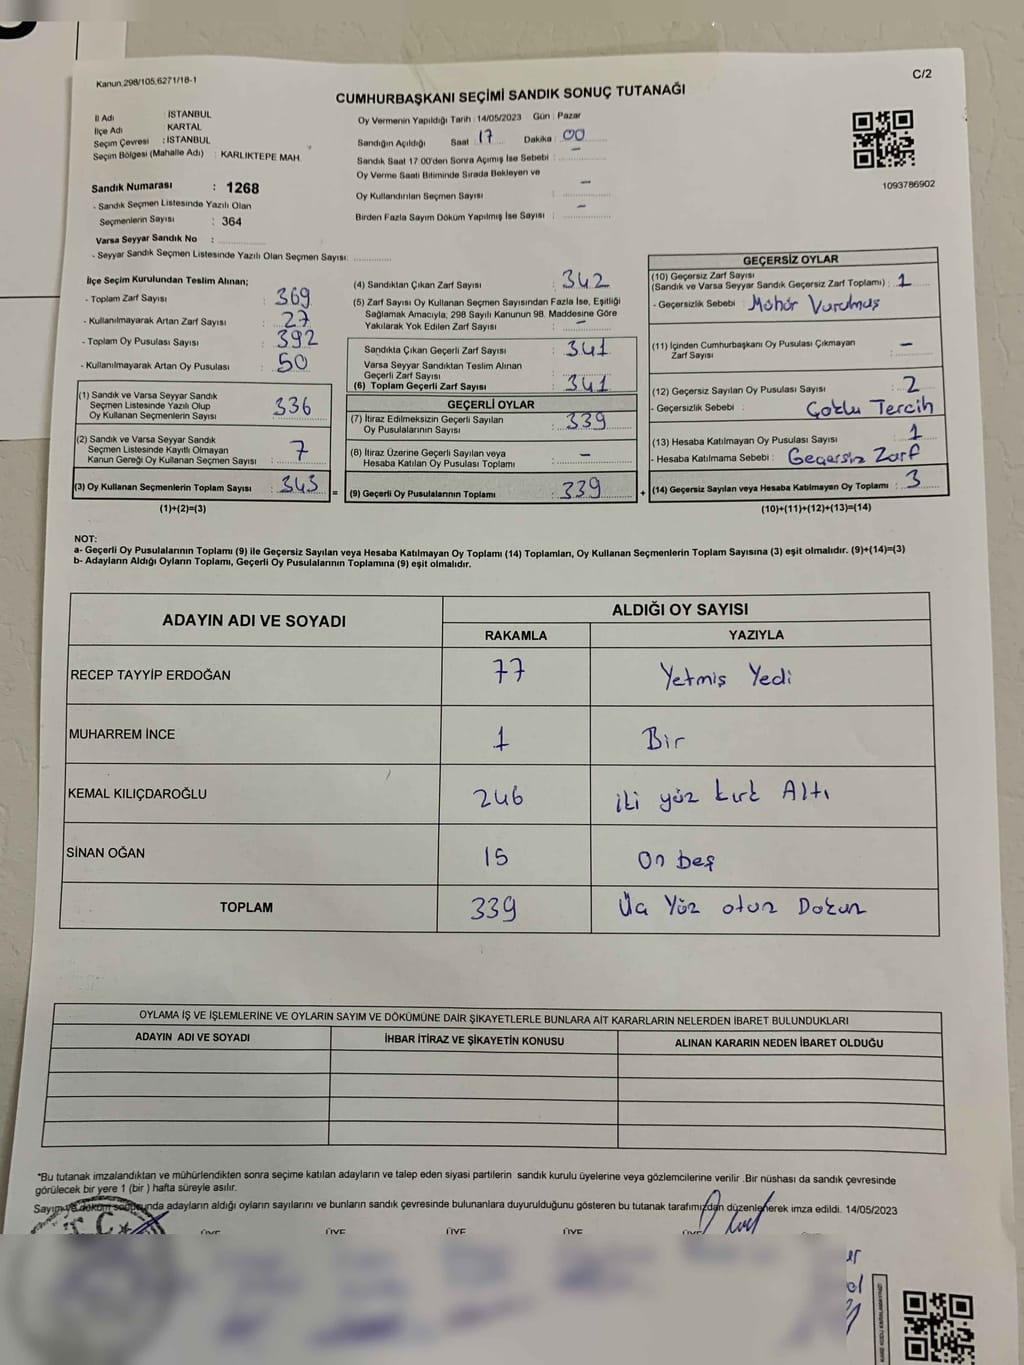 Kanun.298/105,6271/18-1
C/2
CUMHURBAŞKANI SEÇİMİ SANDIK SONUÇ TUTANAĞI
İl Adı : İSTANBUL
İlçe Adı : KARTAL
Seçim Çevresi : İSTANBUL
Seçim Bölgesi (Mahalle Adı) : KARLIKTEPE MAH.
Sandık Numarası : 1268
- Sandık Seçmen Listesinde Yazılı Olan
Seçmenlerin Sayısı : 364
Varsa Seyyar Sandık No :
- Seyyar Sandık Seçmen Listesinde Yazılı Olan Seçmen Sayısı:
Oy Vermenin Yapıldığı Tarih : 14/05/2023 Gün : Pazar
Sandığın Açıldığı Saat 17 Dakika : 00
Sandık Saat 17:00'den Sonra Açımış İse Sebebi : -
Oy Verme Saati Bitiminde Sırada Bekleyen ve
Oy Kullandırılan Seçmen Sayısı : -
Birden Fazla Sayım Döküm Yapılmış İse Sayısı : -
1093786902
İlçe Seçim Kurulundan Teslim Alınan;
- Toplam Zarf Sayısı : 369
- Kullanılmayarak Artan Zarf Sayısı : 27
- Toplam Oy Pusulası Sayısı : 392
- Kullanılmayarak Artan Oy Pusulası : 50
(1) Sandık ve Varsa Seyyar Sandık
Seçmen Listesinde Yazılı Olup
Oy Kullanan Seçmenlerin Sayısı : 336
(2) Sandık ve Varsa Seyyar Sandık
Seçmen Listesinde Kayıtlı Olmayan
Kanun Gereği Oy Kullanan Seçmen Sayısı : 7
(3) Oy Kullanan Seçmenlerin Toplam Sayısı : 343
(1)+(2)=(3)
(4) Sandıktan Çıkan Zarf Sayısı : 342
(5) Zarf Sayısı Oy Kullanan Seçmen Sayısından Fazla İse, Eşitliği
Sağlamak Amacıyla, 298 Sayılı Kanunun 98. Maddesine Göre
Yakılarak Yok Edilen Zarf Sayısı : -
Sandıkta Çıkan Geçerli Zarf Sayısı : 341
Varsa Seyyar Sandıktan Teslim Alınan
Geçerli Zarf Sayısı
(6) Toplam Geçerli Zarf Sayısı : 341
GEÇERLİ OYLAR
(7) İtiraz Edilmeksizin Geçerli Sayılan
Oy Pusulalarının Sayısı : 339
(8) İtiraz Üzerine Geçerli Sayılan veya
Hesaba Katılan Oy Pusulası Toplamı : -
= (9) Geçerli Oy Pusulalarının Toplamı : 339
GEÇERSİZ OYLAR
(10) Geçersiz Zarf Sayısı
(Sandık ve Varsa Seyyar Sandık Geçersiz Zarf Toplamı) : 1
- Geçersizlik Sebebi : Mühür Vurulmuş
(11) İçinden Cumhurbaşkanı Oy Pusulası Çıkmayan
Zarf Sayısı : -
(12) Geçersiz Sayılan Oy Pusulası Sayısı : 2
- Geçersizlik Sebebi : Çoklu Tercih
(13) Hesaba Katılmayan Oy Pusulası Sayısı : 1
- Hesaba Katılmama Sebebi : Geçersiz Zarf
+ (14) Geçersiz Sayılan veya Hesaba Katılmayan Oy Toplamı : 3
(10)+(11)+(12)+(13)=(14)
NOT:
a- Geçerli Oy Pusulalarının Toplamı (9) ile Geçersiz Sayılan veya Hesaba Katılmayan Oy Toplamı (14) Toplamları, Oy Kullanan Seçmenlerin Toplam Sayısına (3) eşit olmalıdır. (9)+(14)=(3)
b- Adayların Aldığı Oyların Toplamı, Geçerli Oy Pusulalarının Toplamına (9) eşit olmalıdır.
ADAYIN ADI VE SOYADI
ALDIĞI OY SAYISI
RAKAMLA YAZIYLA
RECEP TAYYİP ERDOĞAN 77 Yetmiş Yedi
MUHARREM İNCE 1 Bir
KEMAL KILIÇDAROĞLU 246 iki yüz kırk Altı
SİNAN OĞAN 15 On beş
TOPLAM 339 Üç Yüz otuz Dokuz
OYLAMA İŞ VE İŞLEMLERİNE VE OYLARIN SAYIM VE DÖKÜMÜNE DAİR ŞİKAYETLERLE BUNLARA AİT KARARLARIN NELERDEN İBARET BULUNDUKLARI
ADAYIN ADI VE SOYADI İHBAR İTİRAZ VE ŞİKAYETİN KONUSU ALINAN KARARIN NEDEN İBARET OLDUĞU
*Bu tutanak imzalandıktan ve mühürlendikten sonra seçime katılan adayların ve talep eden siyasi partilerin sandık kurulu üyelerine veya gözlemcilerine verilir .Bir nüshası da sandık çevresinde
görülecek bir yere 1 (bir ) hafta süreyle asılır.
Sayım ve döküm sonucunda adayların aldığı oyların sayılarını ve bunların sandık çevresinde bulunanlara duyurulduğunu gösteren bu tutanak tarafımızdan düzenlenerek imza edildi. 14/05/2023
ÜYE ÜYE ÜYE ÜYE ÜYE